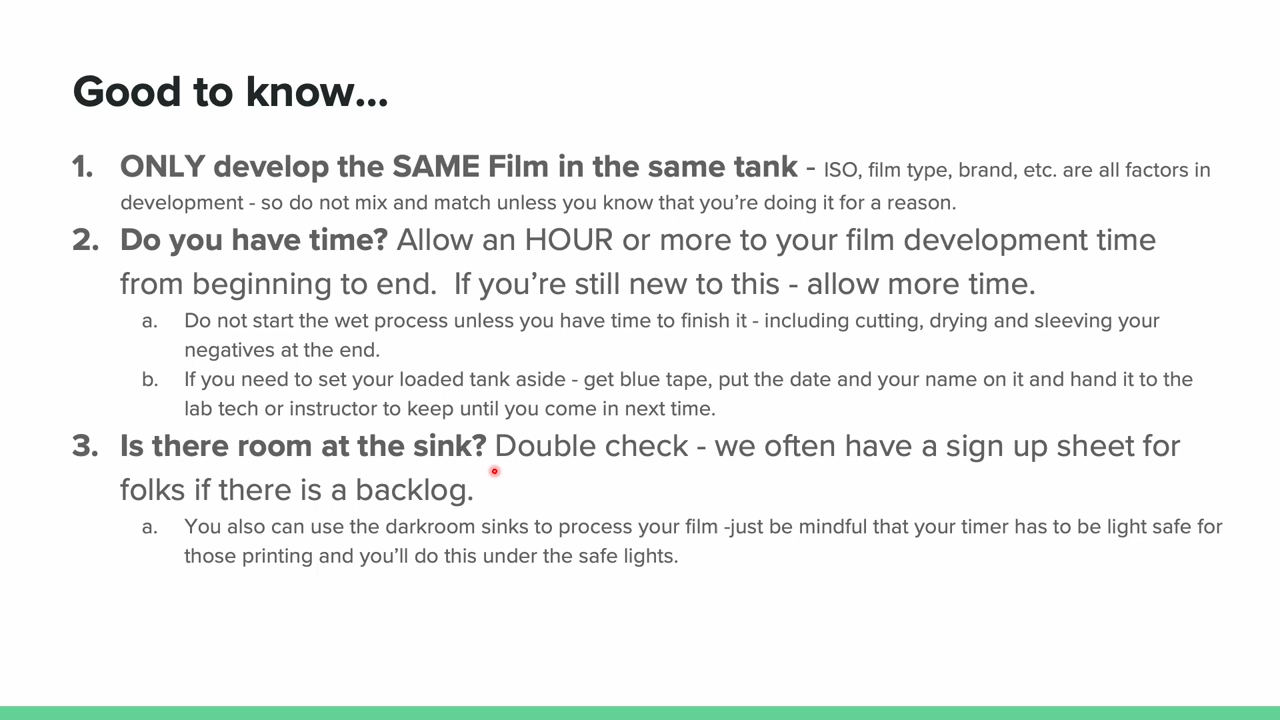 Good to know...
1. ONLY develop the SAME Film in the same tank - ISO, film type, brand, etc. are all factors in
development - so do not mix and match unless you know that you’re doing it for a reason.
2. Do you have time? Allow an HOUR or more to your film development time
from beginning to end.  If you’re still new to this - allow more time.
a. Do not start the wet process unless you have time to finish it - including cutting, drying and sleeving your
negatives at the end.
b. If you need to set your loaded tank aside - get blue tape, put the date and your name on it and hand it to the
lab tech or instructor to keep until you come in next time.
3. Is there room at the sink? Double check - we often have a sign up sheet for
folks if there is a backlog.
a. You also can use the darkroom sinks to process your film -just be mindful that your timer has to be light safe for
those printing and you’ll do this under the safe lights.